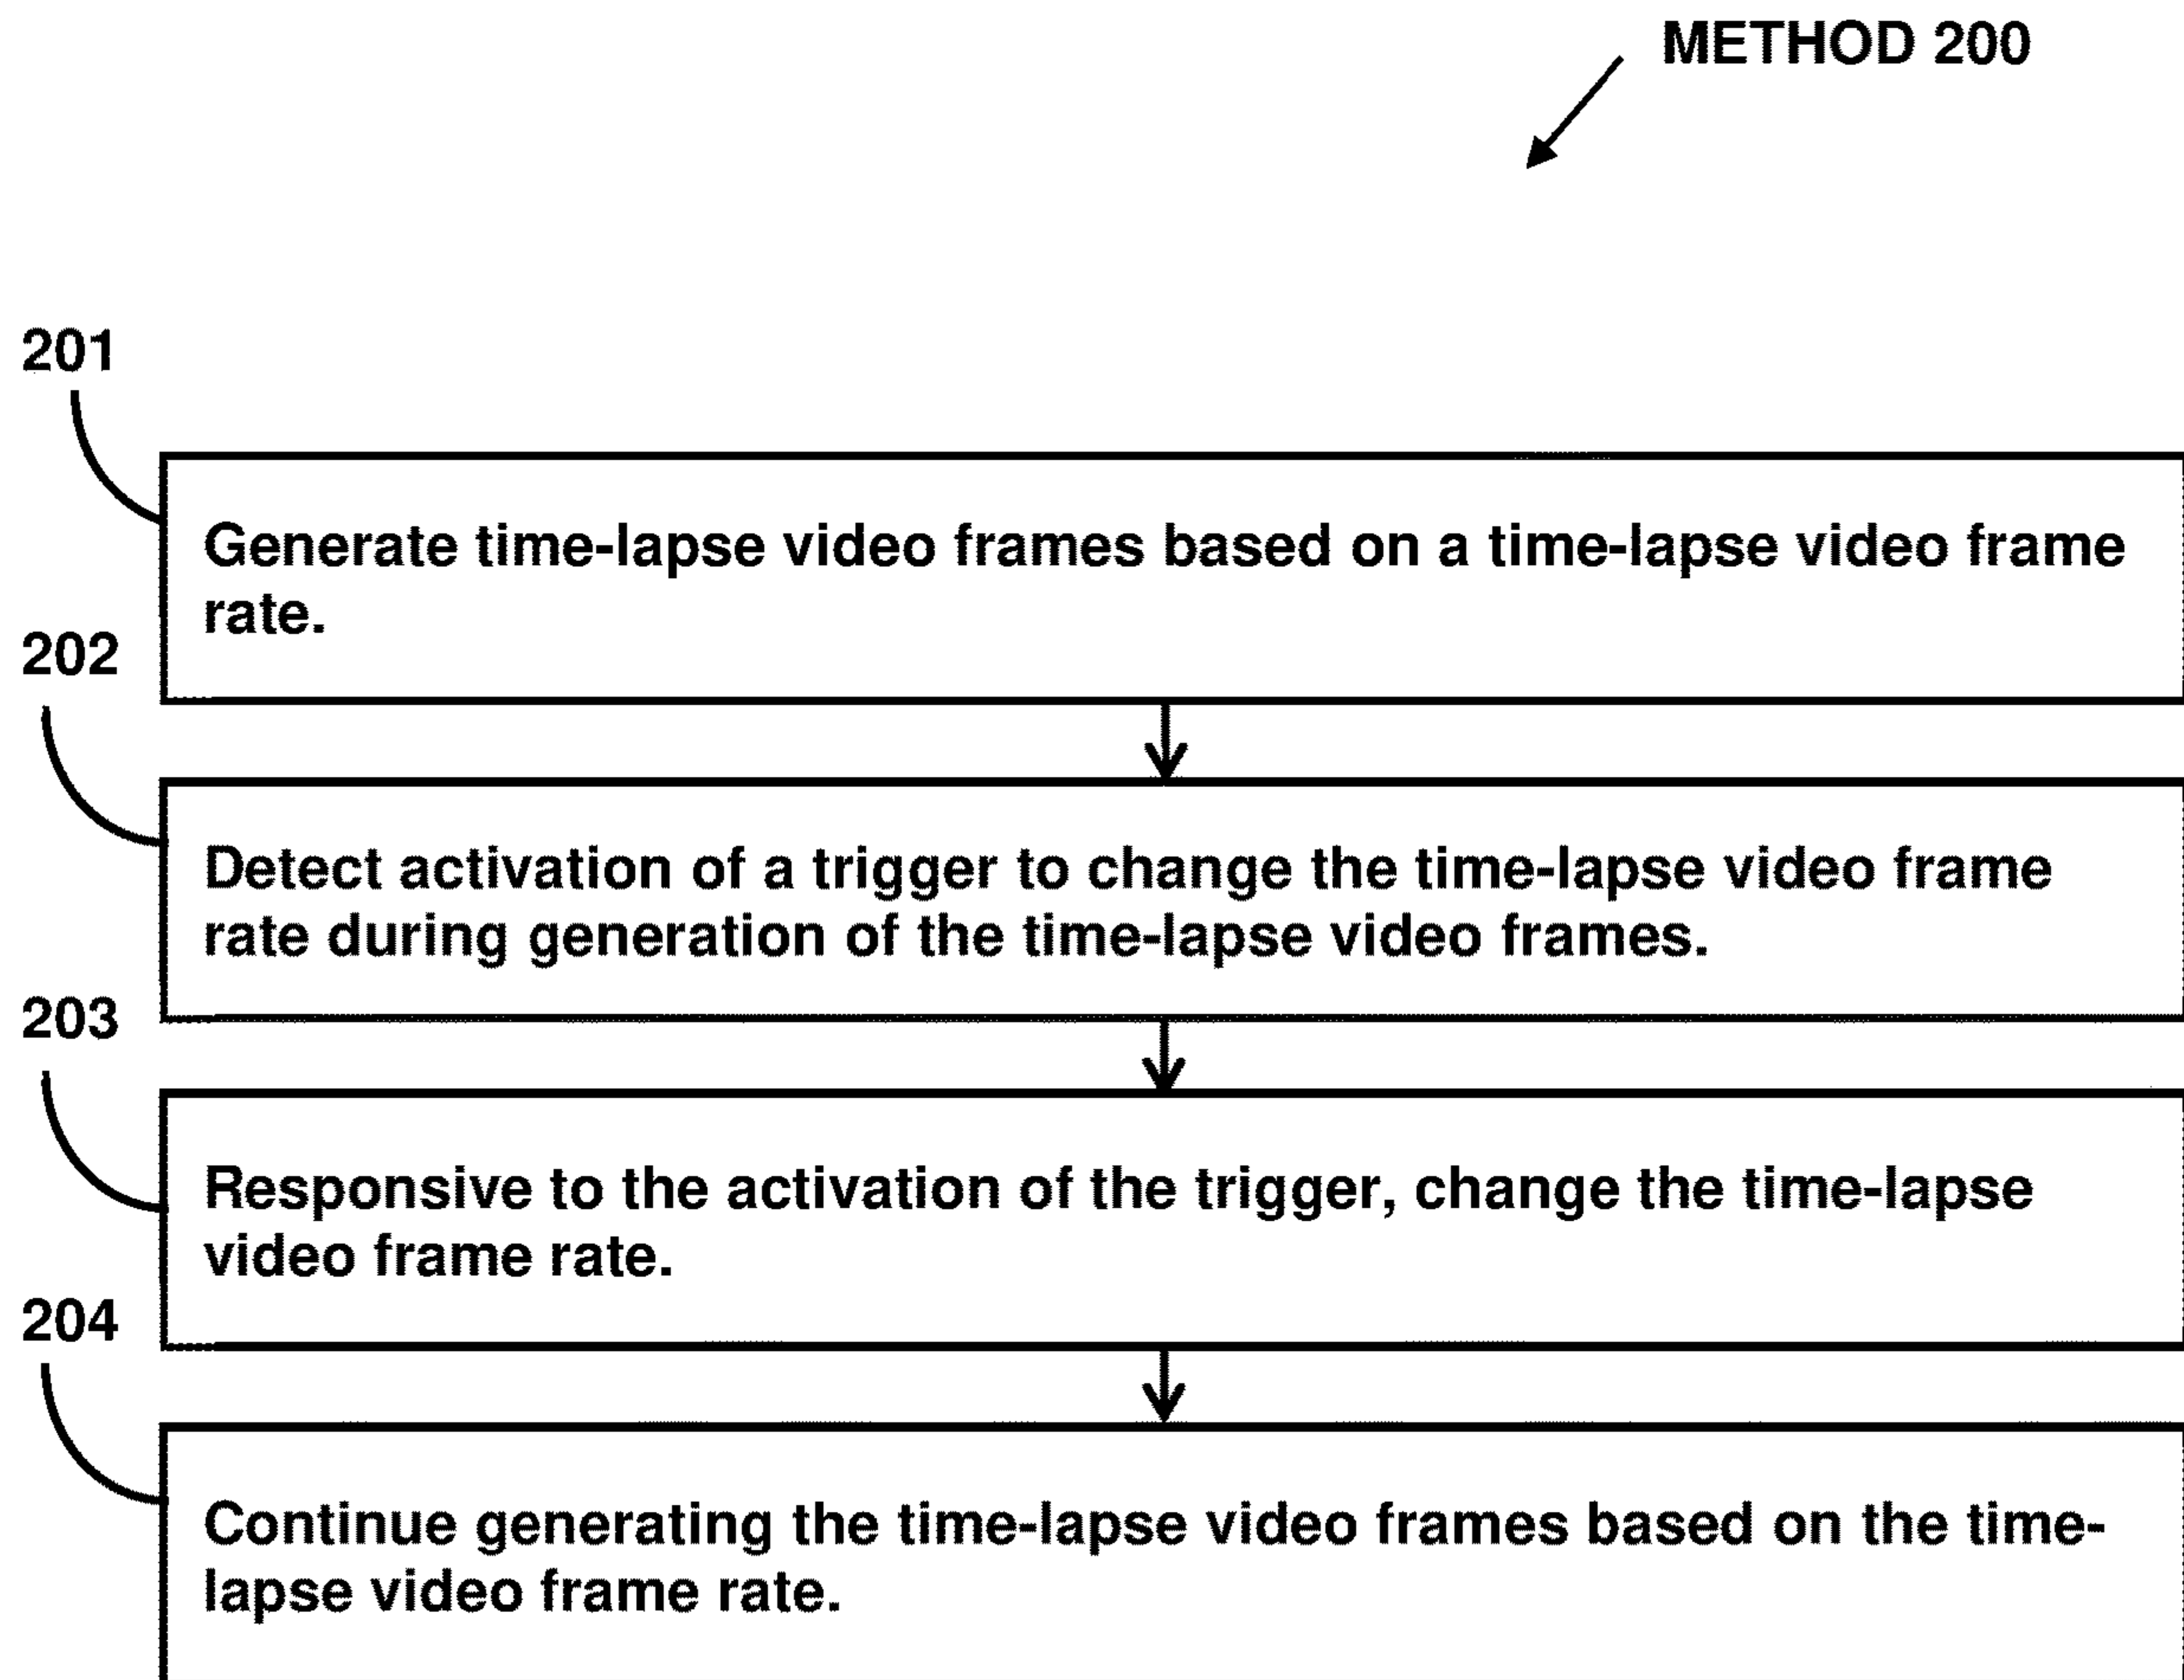 METHOD 200
201
Generate time-lapse video frames based on a time-lapse video frame
rate.
202
Detect activation of a trigger to change the time-lapse video frame
rate during generation of the time-lapse video frames.
203
Responsive to the activation of the trigger, change the time-lapse
video frame rate.
204
Continue generating the time-lapse video frames based on the time-
lapse video frame rate.